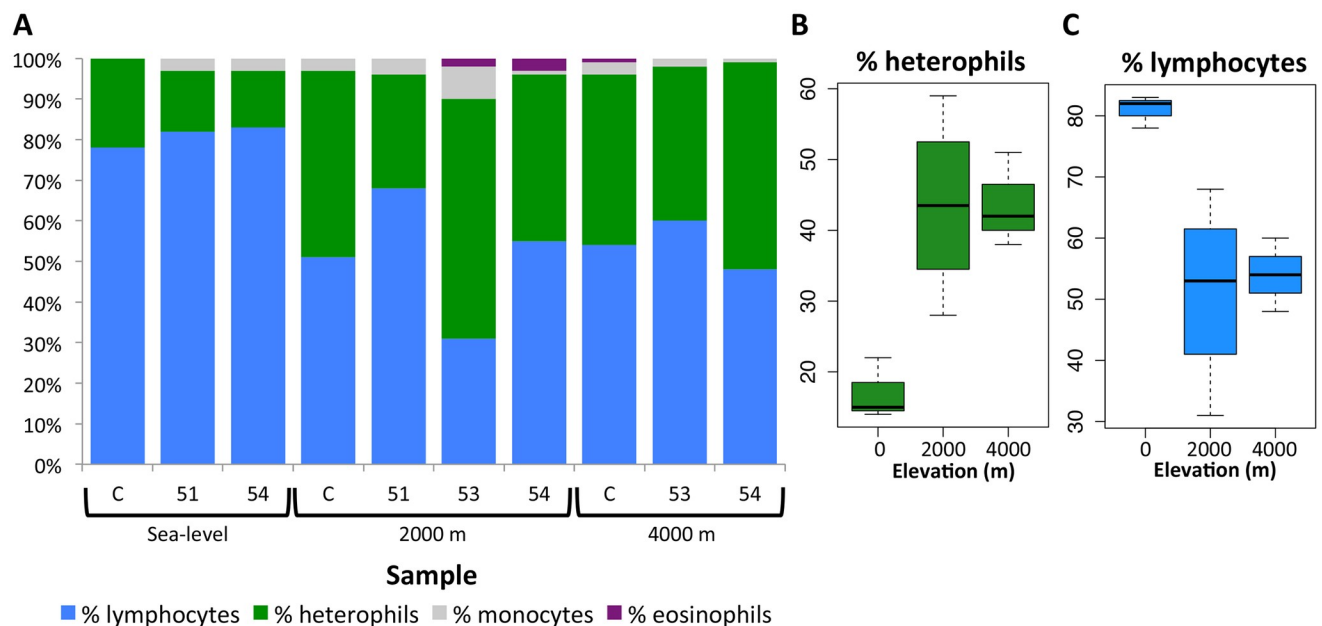 A
100%
90%
80%
70%
60%
50%
40%
30%
20%
10%
0%
C 51 54 C 51 53 54 C 53 54
Sea-level 2000 m 4000 m
Sample
% lymphocytes % heterophils % monocytes % eosinophils
B
% heterophils
60
50
40
30
20
0 2000 4000
Elevation (m)
C
% lymphocytes
80
70
60
50
40
30
0 2000 4000
Elevation (m)